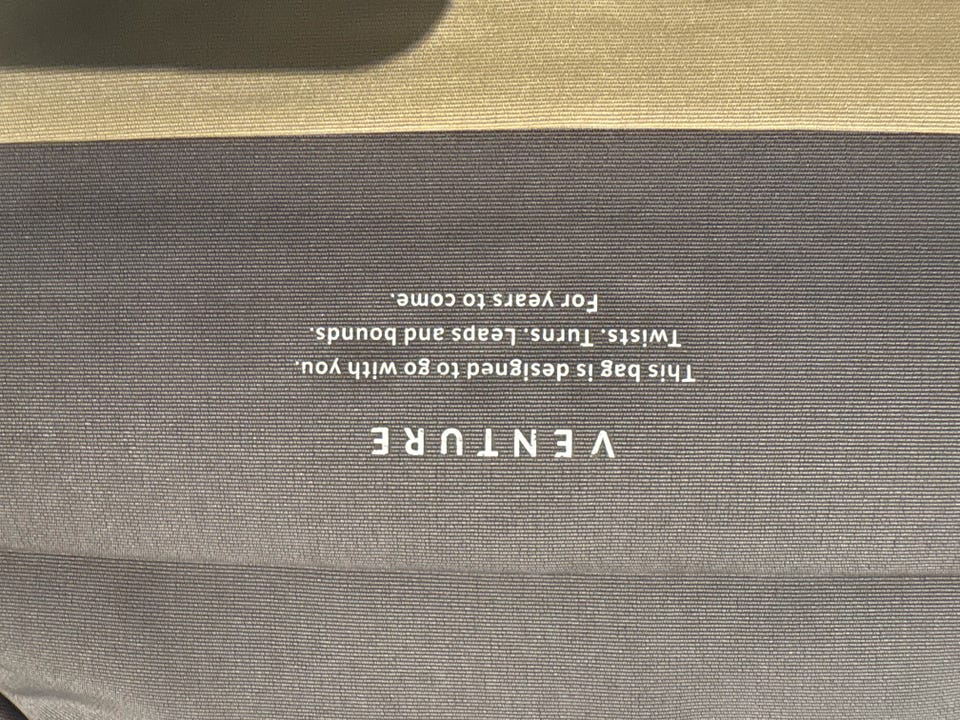 VENTURE
This bag is designed to go with you.
Twists. Turns. Leaps and bounds.
For years to come.